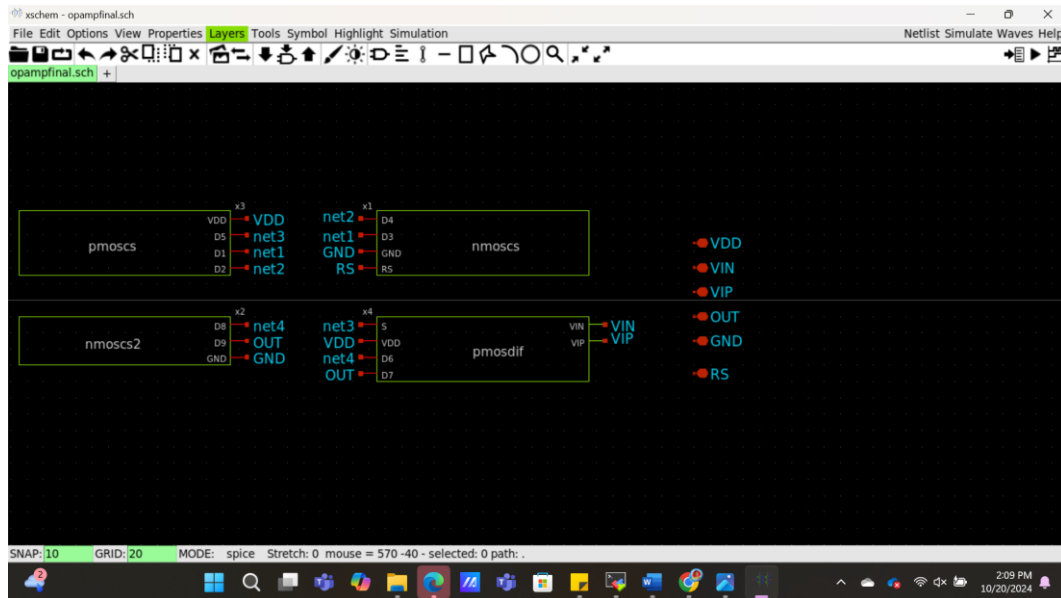 xschem - opampfinal.sch
File Edit Options View Properties Layers Tools Symbol Highlight Simulation Netlist Simulate Waves Help
opampfinal.sch +
x3
pmoscs
VDD VDD
D5 net3
D1 net1
D2 net2
x1
net2 D4
net1 D3
GND GND
RS RS
nmoscs
VDD
VIN
VIP
OUT
GND
RS
x2
nmoscs2
D8 net4
D9 OUT
GND GND
x4
net3 S
VDD VDD
net4 D6
OUT D7
pmosdif
VIN VIN
VIP VIP
SNAP: 10 GRID: 20 MODE: spice Stretch: 0 mouse = 570 -40 - selected: 0 path: .
2
2:09 PM
10/20/2024